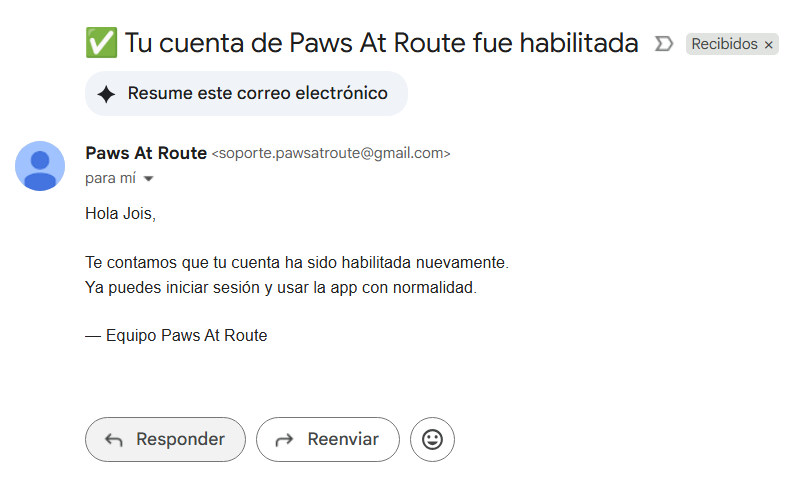 ✅ Tu cuenta de Paws At Route fue habilitada Recibidos ×
Resume este correo electrónico
Paws At Route <soporte.pawsatroute@gmail.com>
para mí
Hola Jois,
Te contamos que tu cuenta ha sido habilitada nuevamente.
Ya puedes iniciar sesión y usar la app con normalidad.
— Equipo Paws At Route
Responder Reenviar